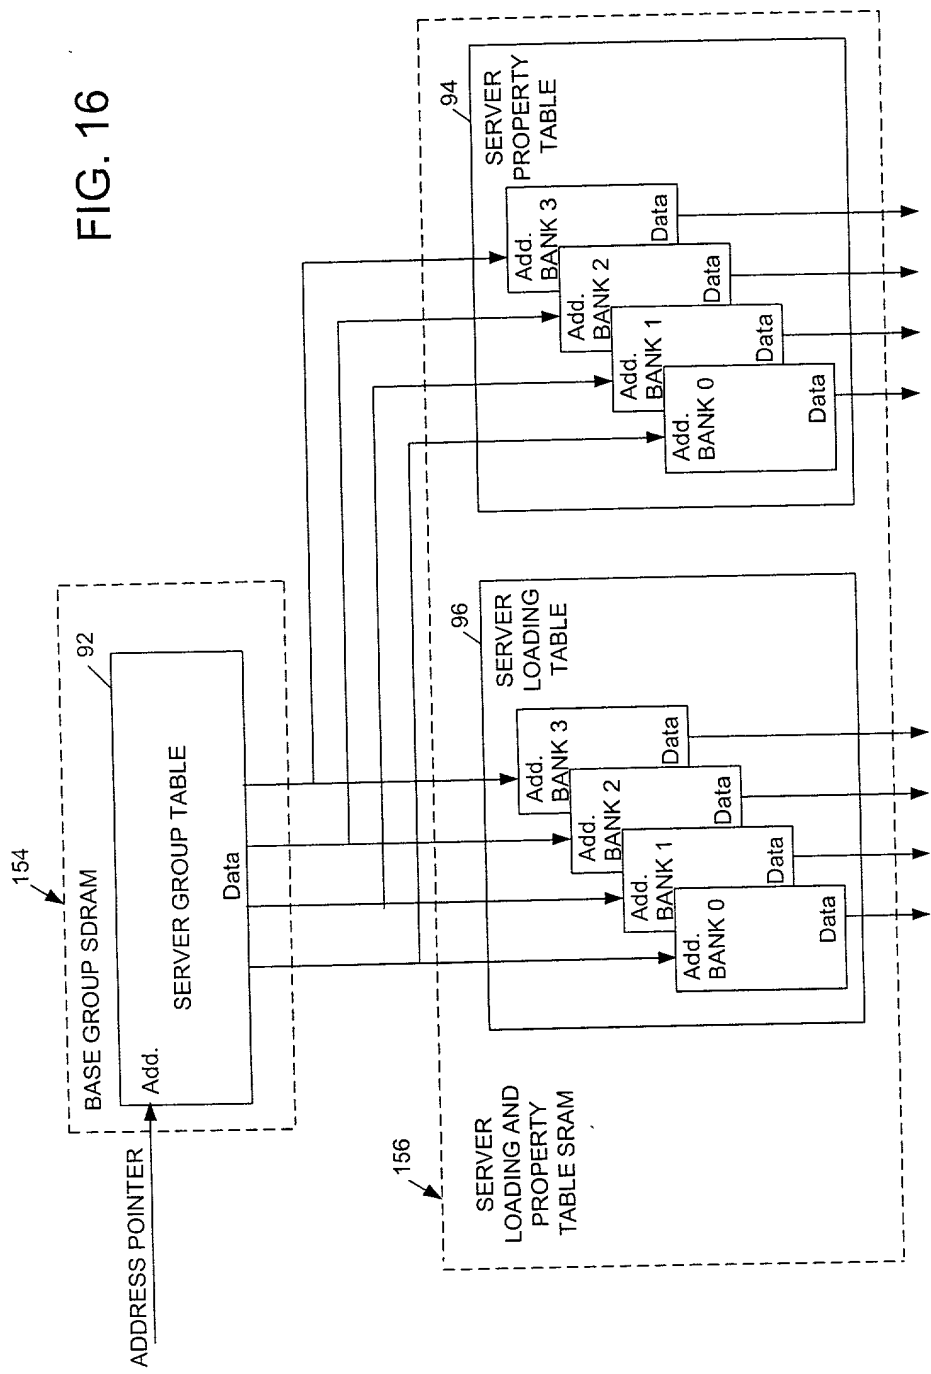 FIG. 16
154
BASE GROUP SDRAM
92
ADDRESS POINTER
Add.
SERVER GROUP TABLE
Data
156
SERVER
LOADING AND
PROPERTY
TABLE SRAM
96
SERVER
LOADING
TABLE
Add.
BANK 3
Data
Add.
BANK 2
Data
Add.
BANK 1
Data
Add.
BANK 0
Data
94
SERVER
PROPERTY
TABLE
Add.
BANK 3
Data
Add.
BANK 2
Data
Add.
BANK 1
Data
Add.
BANK 0
Data